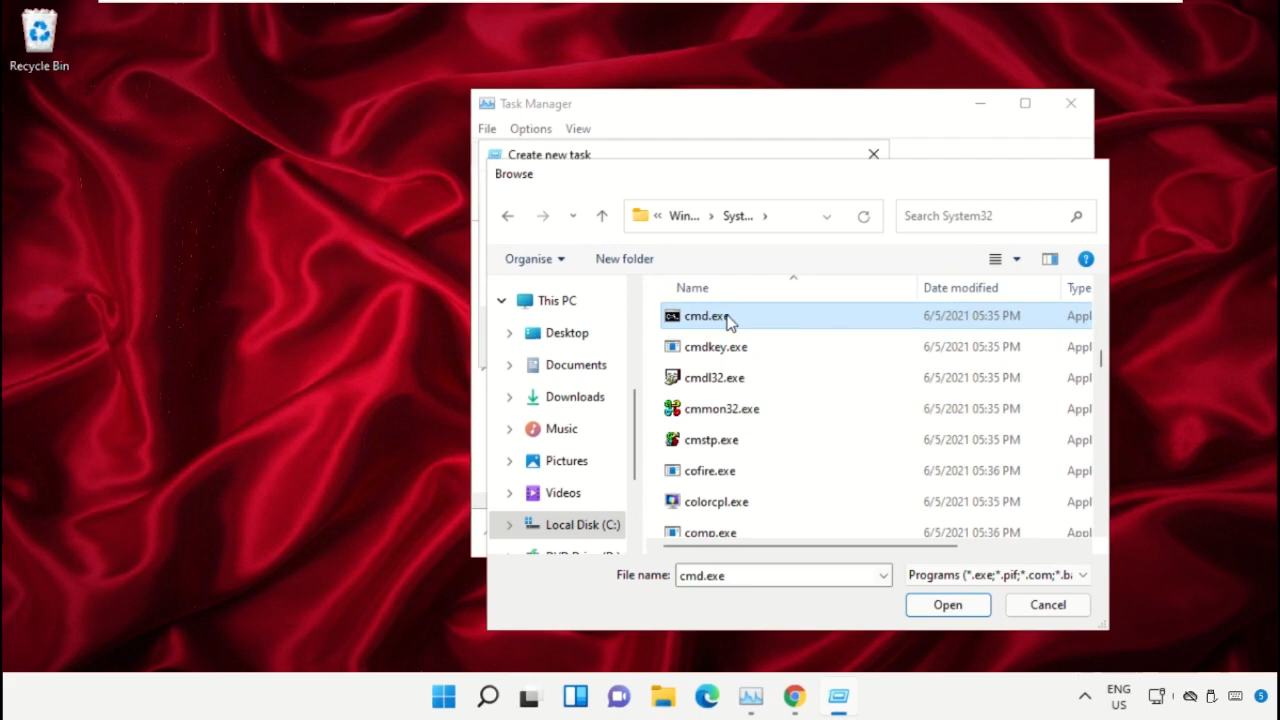 Recycle Bin
Task Manager
File Options View
Create new task
Browse
« Win... › Syst... ›
Search System32
Organise New folder
Name Date modified Type
This PC
Desktop
Documents
Downloads
Music
Pictures
Videos
Local Disk (C:)
cmd.exe 6/5/2021 05:35 PM Appl
cmdkey.exe 6/5/2021 05:35 PM Appl
cmdl32.exe 6/5/2021 05:35 PM Appl
cmmon32.exe 6/5/2021 05:35 PM Appl
cmstp.exe 6/5/2021 05:35 PM Appl
cofire.exe 6/5/2021 05:36 PM Appl
colorcpl.exe 6/5/2021 05:35 PM Appl
comp.exe 6/5/2021 05:36 PM Appl
File name: cmd.exe Programs (*.exe;*.pif;*.com;*.ba
Open Cancel
ENG
US
5